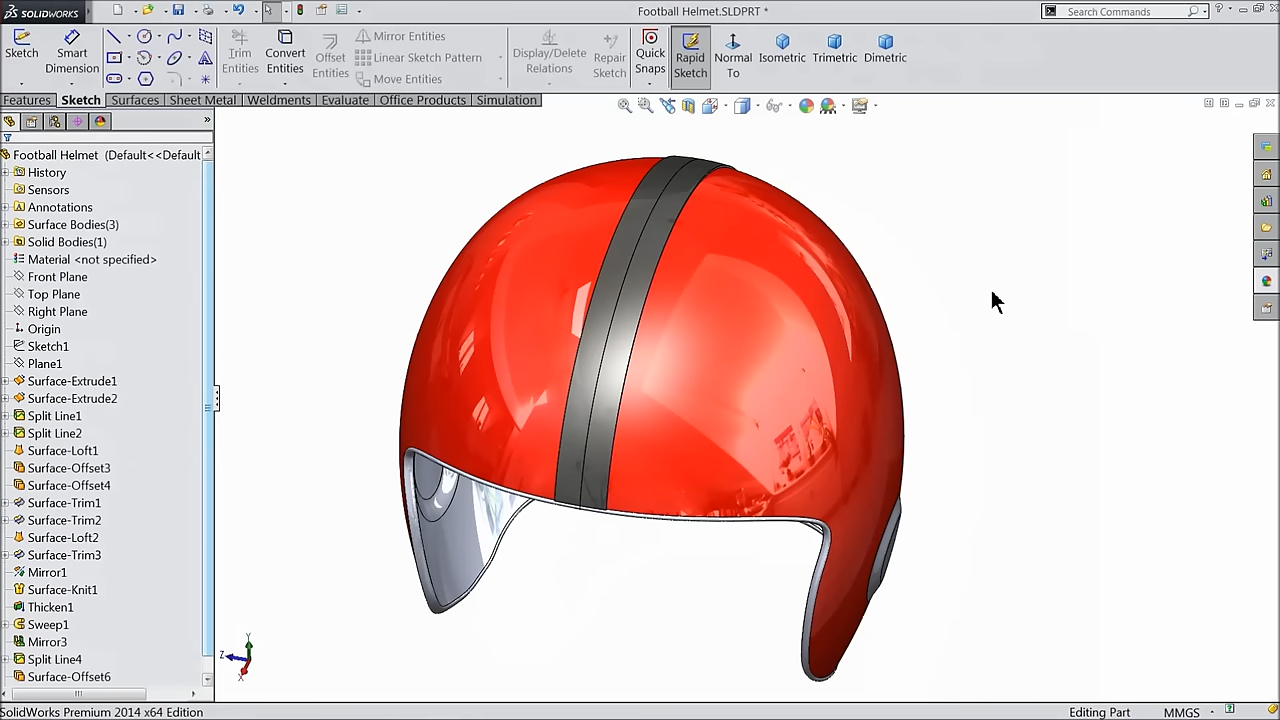 SOLIDWORKS
Football Helmet.SLDPRT *
Search Commands
Sketch
Smart Dimension
Trim Entities
Convert Entities
Offset Entities
Mirror Entities
Linear Sketch Pattern
Move Entities
Display/Delete Relations
Repair Sketch
Quick Snaps
Rapid Sketch
Normal To
Isometric
Trimetric
Dimetric
Features Sketch Surfaces Sheet Metal Weldments Evaluate Office Products Simulation
Football Helmet (Default<<Default
History
Sensors
Annotations
Surface Bodies(3)
Solid Bodies(1)
Material <not specified>
Front Plane
Top Plane
Right Plane
Origin
Sketch1
Plane1
Surface-Extrude1
Surface-Extrude2
Split Line1
Split Line2
Surface-Loft1
Surface-Offset3
Surface-Offset4
Surface-Trim1
Surface-Trim2
Surface-Loft2
Surface-Trim3
Mirror1
Surface-Knit1
Thicken1
Sweep1
Mirror3
Split Line4
Surface-Offset6
Y
Z
X
SolidWorks Premium 2014 x64 Edition
Editing Part
MMGS